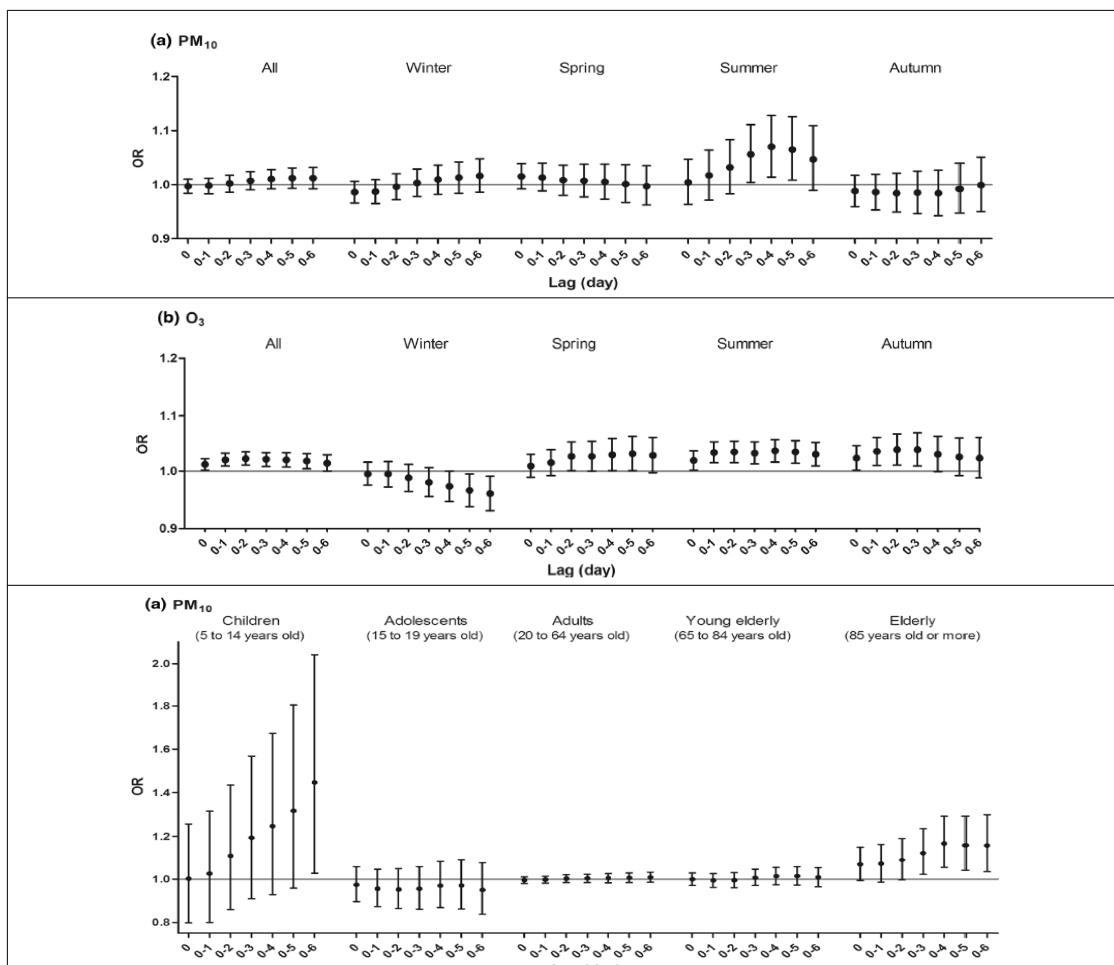 (a) PM₁₀
All Winter Spring Summer Autumn
1.2
1.1
OR
1.0
0.9
0 0-1 0-2 0-3 0-4 0-5 0-6 0 0-1 0-2 0-3 0-4 0-5 0-6 0 0-1 0-2 0-3 0-4 0-5 0-6 0 0-1 0-2 0-3 0-4 0-5 0-6 0 0-1 0-2 0-3 0-4 0-5 0-6
Lag (day)
(b) O₃
All Winter Spring Summer Autumn
1.2
1.1
OR
1.0
0.9
0 0-1 0-2 0-3 0-4 0-5 0-6 0 0-1 0-2 0-3 0-4 0-5 0-6 0 0-1 0-2 0-3 0-4 0-5 0-6 0 0-1 0-2 0-3 0-4 0-5 0-6 0 0-1 0-2 0-3 0-4 0-5 0-6
Lag (day)
(a) PM₁₀
Children Adolescents Adults Young elderly Elderly
(5 to 14 years old) (15 to 19 years old) (20 to 64 years old) (65 to 84 years old) (85 years old or more)
2.0
1.8
1.6
OR
1.4
1.2
1.0
0.8
0 0-1 0-2 0-3 0-4 0-5 0-6 0 0-1 0-2 0-3 0-4 0-5 0-6 0 0-1 0-2 0-3 0-4 0-5 0-6 0 0-1 0-2 0-3 0-4 0-5 0-6 0 0-1 0-2 0-3 0-4 0-5 0-6